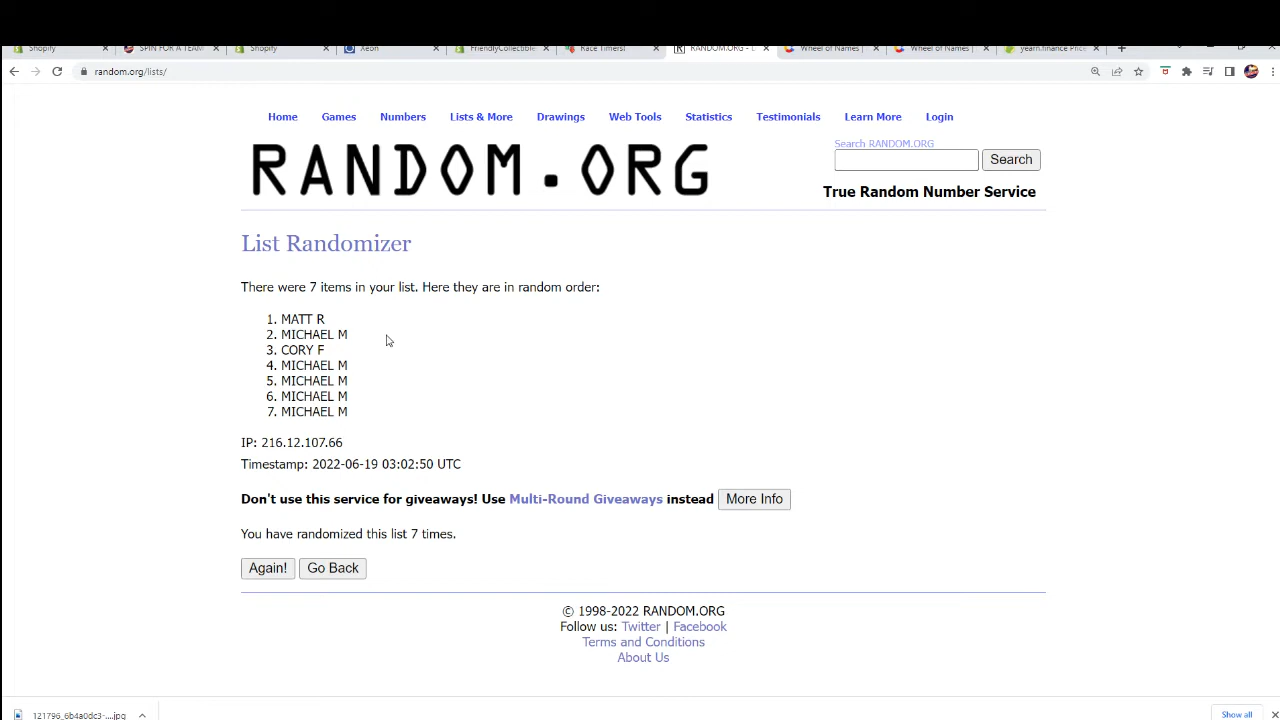 Shopify
SPIN FOR A TEAM
Shopify
Xeon
FriendlyCollectible
Race Timers!
RANDOM.ORG - L
Wheel of Names |
Wheel of Names |
yearn.finance Pric
random.org/lists/
Home Games Numbers Lists & More Drawings Web Tools Statistics Testimonials Learn More Login
RANDOM.ORG
Search RANDOM.ORG
Search
True Random Number Service
List Randomizer
There were 7 items in your list. Here they are in random order:
1. MATT R
2. MICHAEL M
3. CORY F
4. MICHAEL M
5. MICHAEL M
6. MICHAEL M
7. MICHAEL M
IP: 216.12.107.66
Timestamp: 2022-06-19 03:02:50 UTC
Don't use this service for giveaways! Use Multi-Round Giveaways instead More Info
You have randomized this list 7 times.
Again! Go Back
© 1998-2022 RANDOM.ORG
Follow us: Twitter | Facebook
Terms and Conditions
About Us
121796_6b4a0dc3-....jpg
Show all